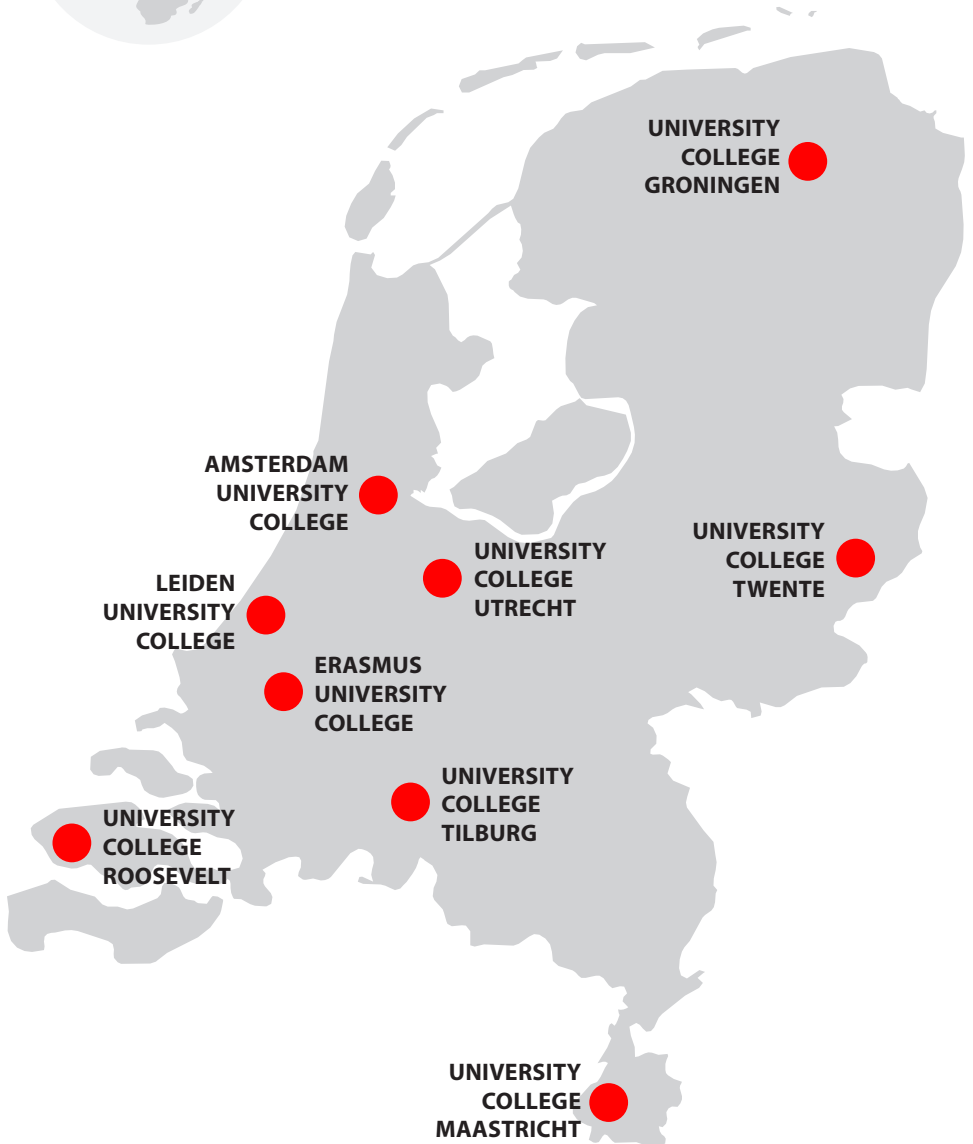 UNIVERSITY
COLLEGE
GRONINGEN
AMSTERDAM
UNIVERSITY
COLLEGE
UNIVERSITY
COLLEGE
TWENTE
UNIVERSITY
COLLEGE
UTRECHT
LEIDEN
UNIVERSITY
COLLEGE
ERASMUS
UNIVERSITY
COLLEGE
UNIVERSITY
COLLEGE
TILBURG
UNIVERSITY
COLLEGE
ROOSEVELT
UNIVERSITY
COLLEGE
MAASTRICHT